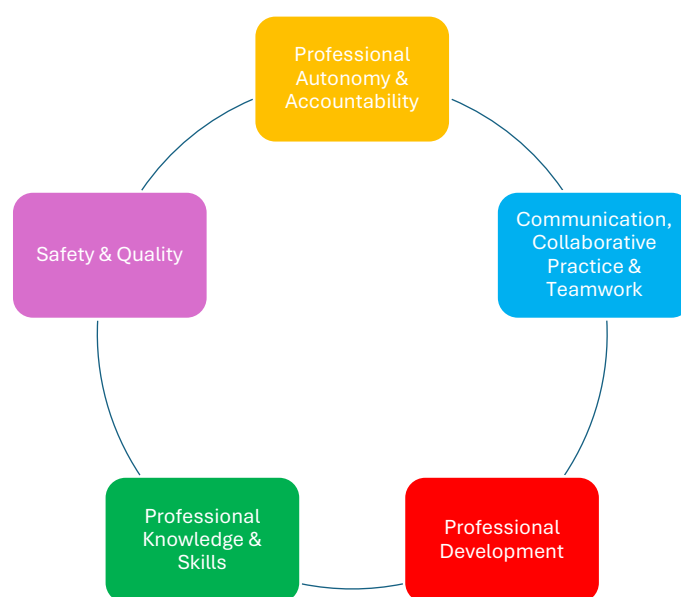 Professional
Autonomy &
Accountability
Communication,
Collaborative
Practice &
Teamwork
Professional
Development
Professional
Knowledge &
Skills
Safety & Quality